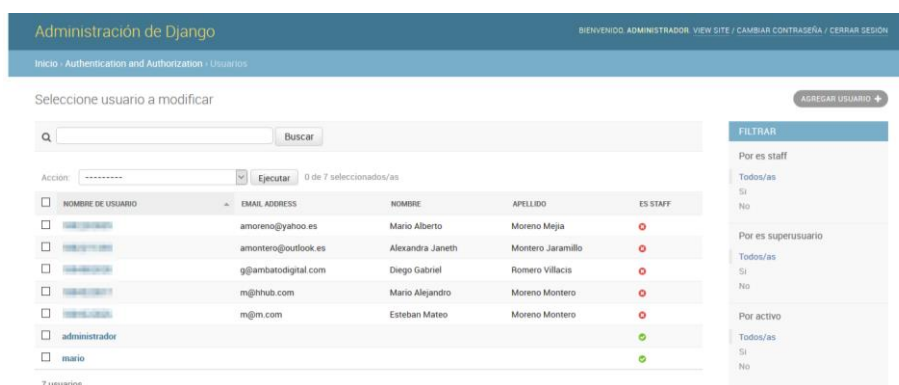 Administración de Django
BIENVENIDO, ADMINISTRADOR. VIEW SITE / CAMBIAR CONTRASEÑA / CERRAR SESIÓN
Inicio › Authentication and Authorization › Usuarios
Seleccione usuario a modificar
AGREGAR USUARIO +
Buscar
Acción: --------- Ejecutar 0 de 7 seleccionados/as
NOMBRE DE USUARIO EMAIL ADDRESS NOMBRE APELLIDO ES STAFF
amoreno@yahoo.es Mario Alberto Moreno Mejia
amontero@outlook.es Alexandra Janeth Montero Jaramillo
g@ambatodigital.com Diego Gabriel Romero Villacis
m@hhub.com Mario Alejandro Moreno Montero
m@m.com Esteban Mateo Moreno Montero
administrador
mario
7 usuarios
FILTRAR
Por es staff
Todos/as
Si
No
Por es superusuario
Todos/as
Si
No
Por activo
Todos/as
Si
No